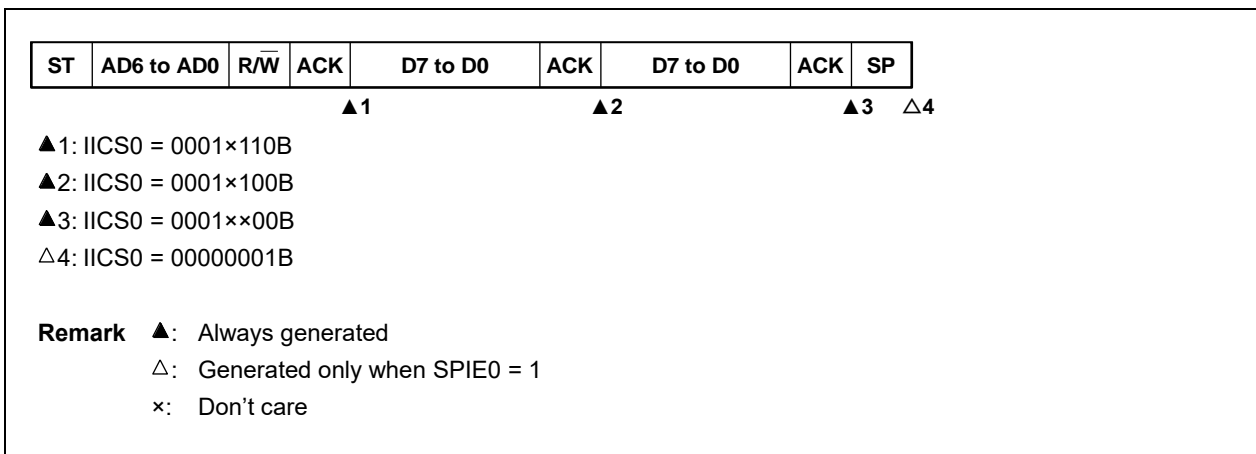 ST AD6 to AD0 R/W̅ ACK D7 to D0 ACK D7 to D0 ACK SP
▲1 ▲2 ▲3 △4
▲1: IICS0 = 0001×110B
▲2: IICS0 = 0001×100B
▲3: IICS0 = 0001××00B
△4: IICS0 = 00000001B
Remark ▲: Always generated
△: Generated only when SPIE0 = 1
×: Don’t care